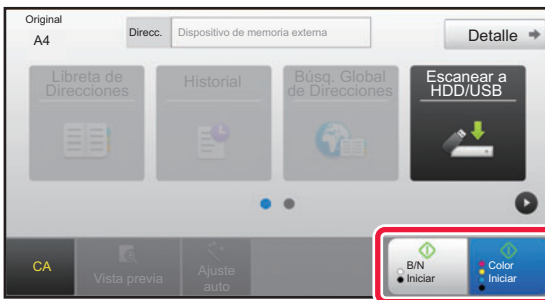 Original
A4
Direcc.
Dispositivo de memoria externa
Detalle
Libreta de
Direcciones
Historial
Búsq. Global
de Direcciones
Escanear a
HDD/USB
CA
Vista previa
Ajuste
auto
B/N
Iniciar
Color
Iniciar